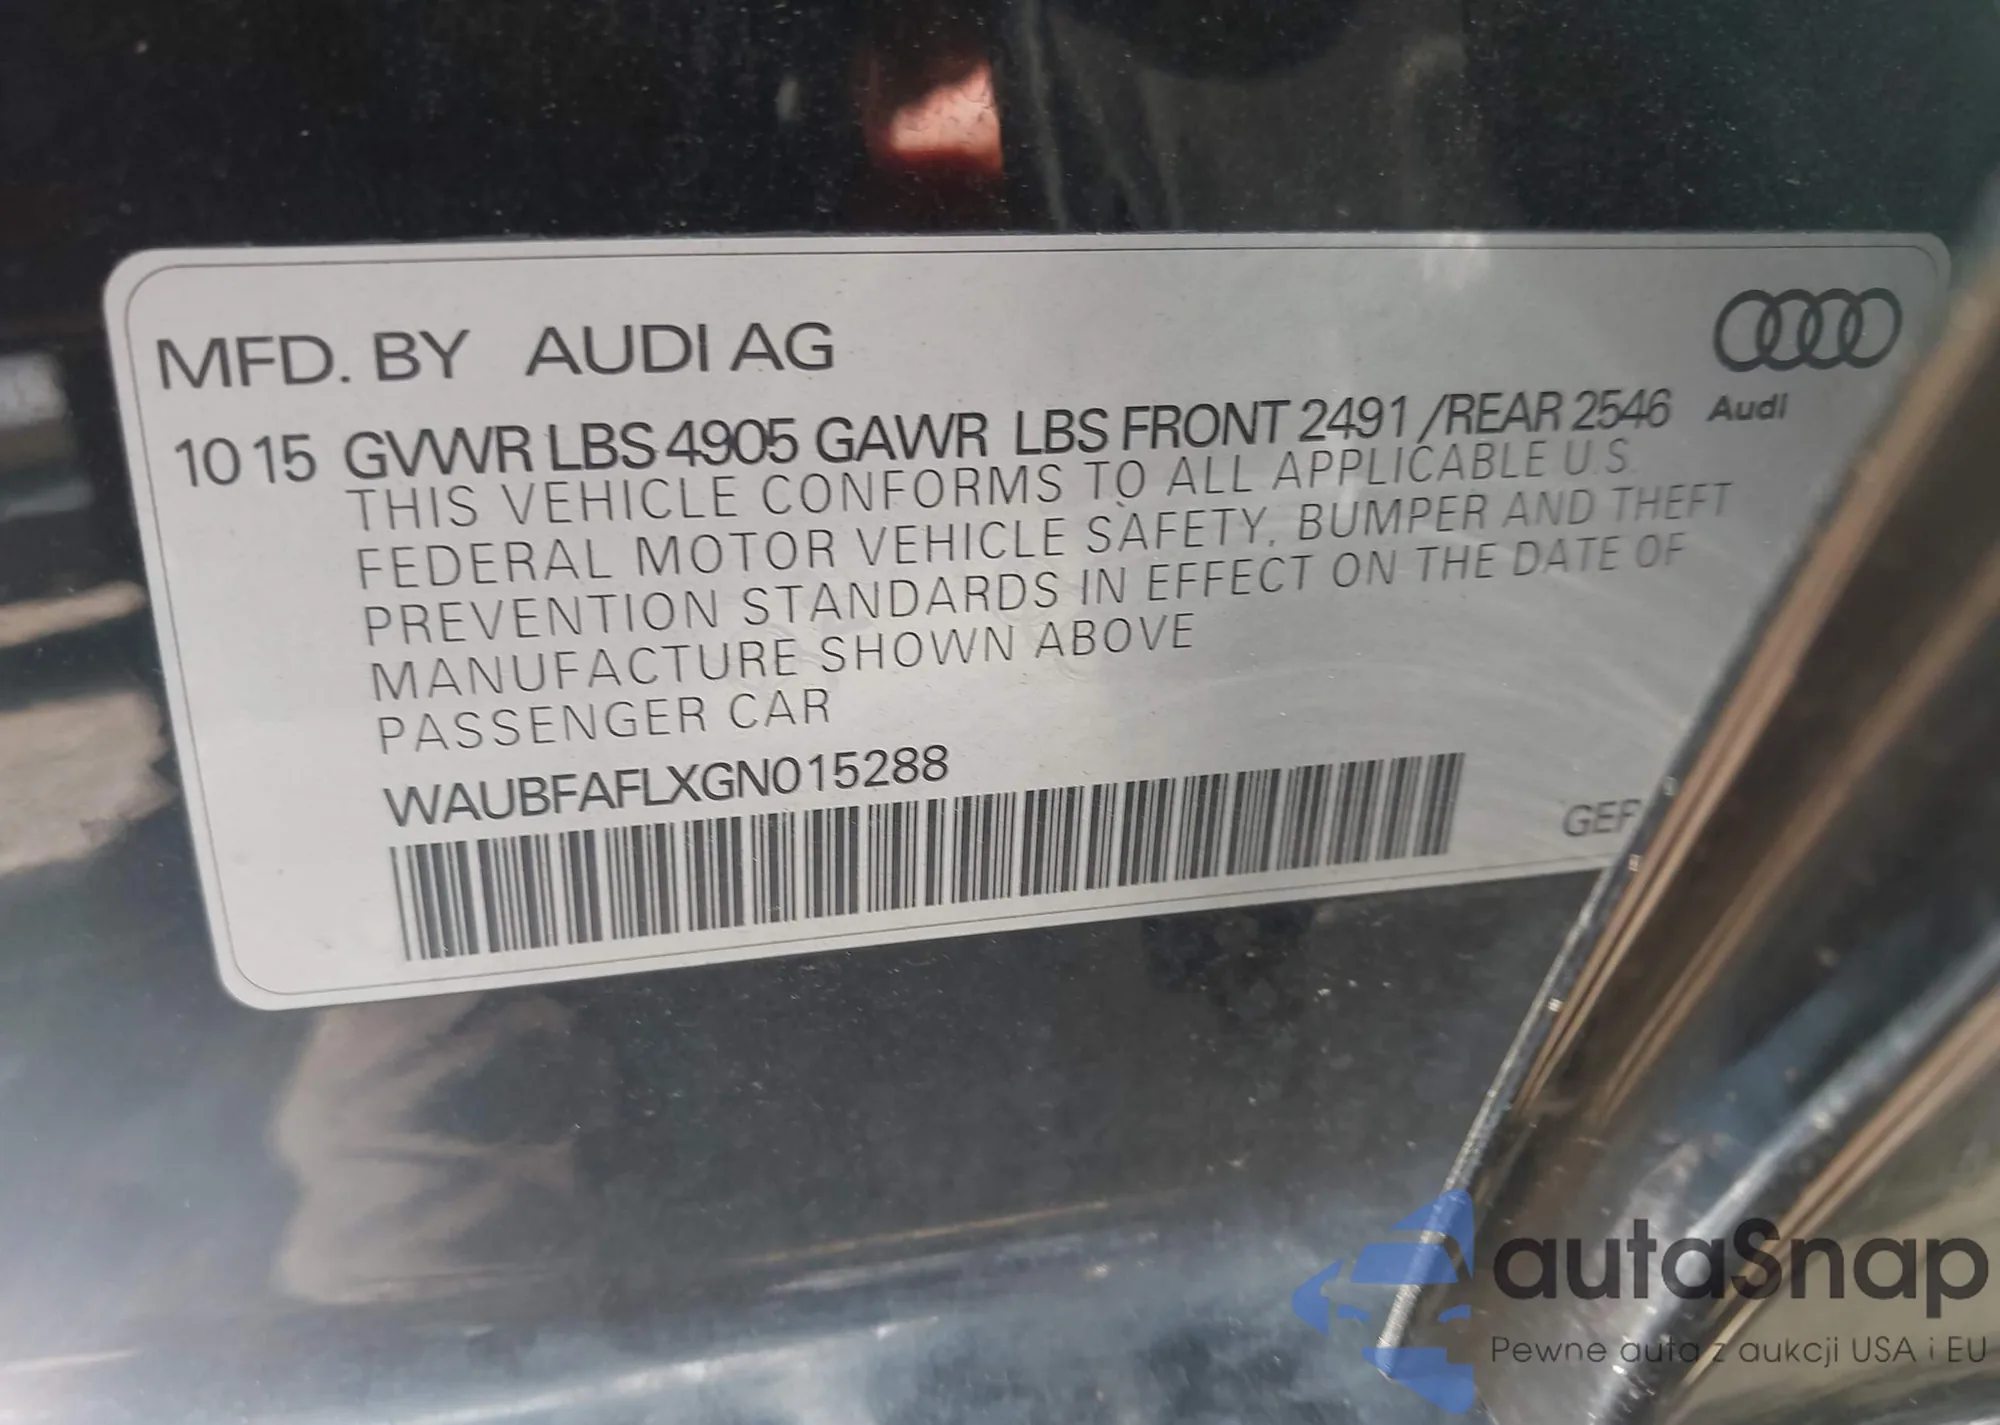 MFD. BY AUDI AG
10 15 GVWR LBS 4905 GAWR LBS FRONT 2491 /REAR 2546
Audi
THIS VEHICLE CONFORMS TO ALL APPLICABLE U.S.
FEDERAL MOTOR VEHICLE SAFETY, BUMPER AND THEFT
PREVENTION STANDARDS IN EFFECT ON THE DATE OF
MANUFACTURE SHOWN ABOVE
PASSENGER CAR
WAUBFAFLXGN015288
autaSnap
Pewne auta z aukcji USA i EU